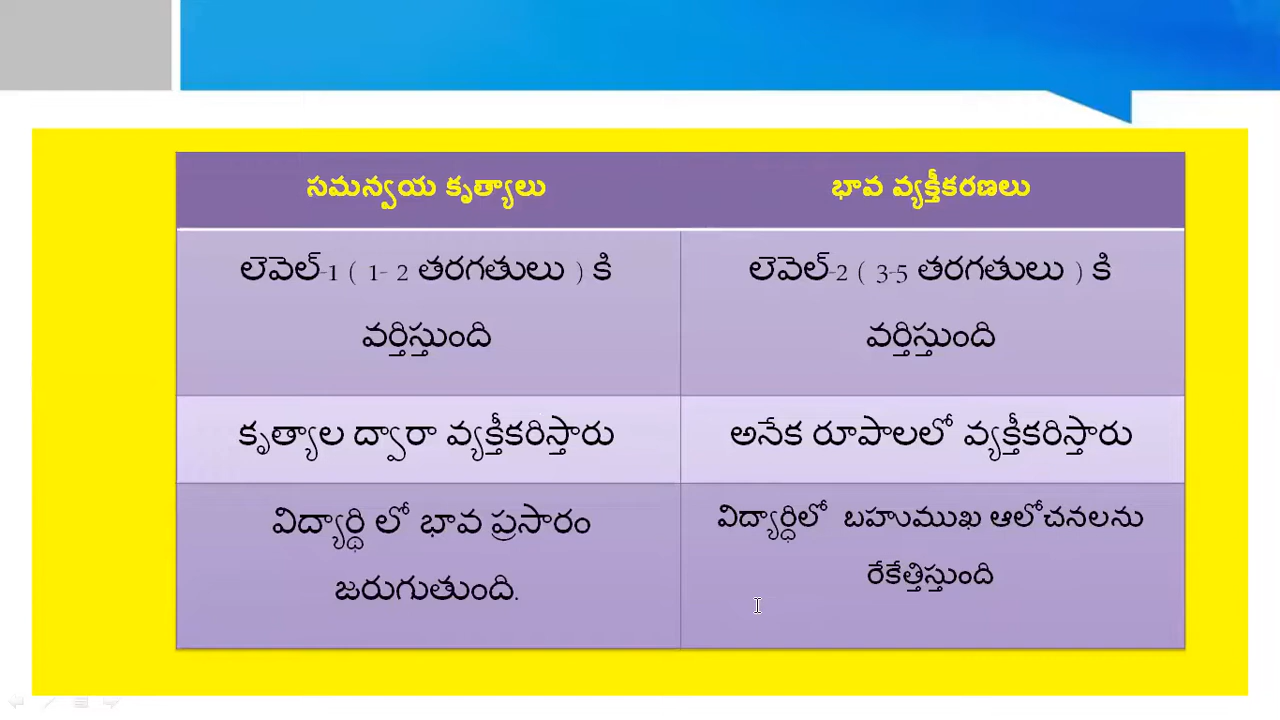 సమన్వయ కృత్యాలు
భావ వ్యక్తీకరణలు
లెవెల్-1 ( 1- 2 తరగతులు ) కి
వర్తిస్తుంది
లెవెల్-2 ( 3-5 తరగతులు ) కి
వర్తిస్తుంది
కృత్యాల ద్వారా వ్యక్తీకరిస్తారు
అనేక రూపాలలో వ్యక్తీకరిస్తారు
విద్యార్థి లో భావ ప్రసారం
జరుగుతుంది.
విద్యార్ధిలో బహుముఖ ఆలోచనలను
రేకేత్తిస్తుంది